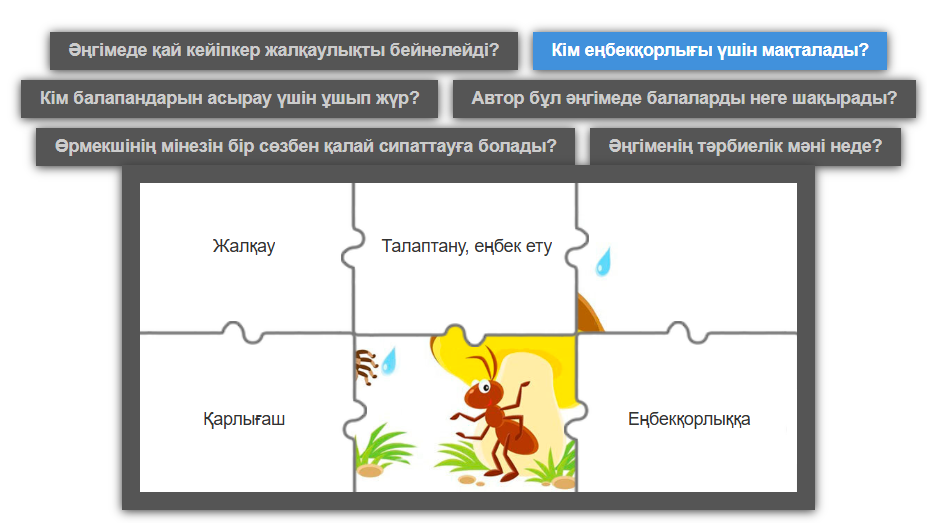 Әңгімеде қай кейіпкер жалқаулықты бейнелейді?
Кім еңбекқорлығы үшін мақталады?
Кім балапандарын асырау үшін ұшып жүр?
Автор бұл әңгімеде балаларды неге шақырады?
Өрмекшінің мінезін бір сөзбен қалай сипаттауға болады?
Әңгіменің тәрбиелік мәні неде?
Жалқау
Талаптану, еңбек ету
Қарлығаш
Еңбекқорлыққа